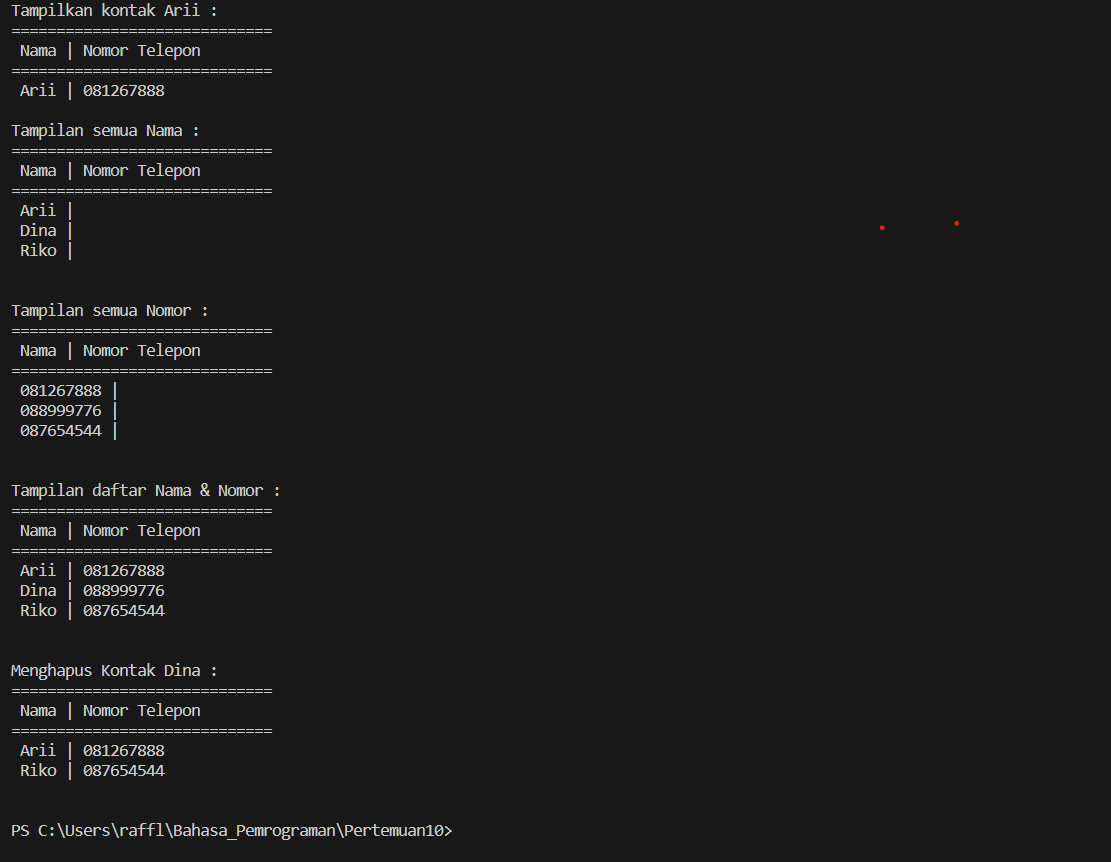 Tampilkan kontak Arii :
=============================
Nama | Nomor Telepon
=============================
Arii | 081267888
Tampilan semua Nama :
=============================
Nama | Nomor Telepon
=============================
Arii |
Dina |
Riko |
Tampilan semua Nomor :
=============================
Nama | Nomor Telepon
=============================
081267888 |
088999776 |
087654544 |
Tampilan daftar Nama & Nomor :
=============================
Nama | Nomor Telepon
=============================
Arii | 081267888
Dina | 088999776
Riko | 087654544
Menghapus Kontak Dina :
=============================
Nama | Nomor Telepon
=============================
Arii | 081267888
Riko | 087654544
PS C:\Users\raffl\Bahasa_Pemrograman\Pertemuan10>